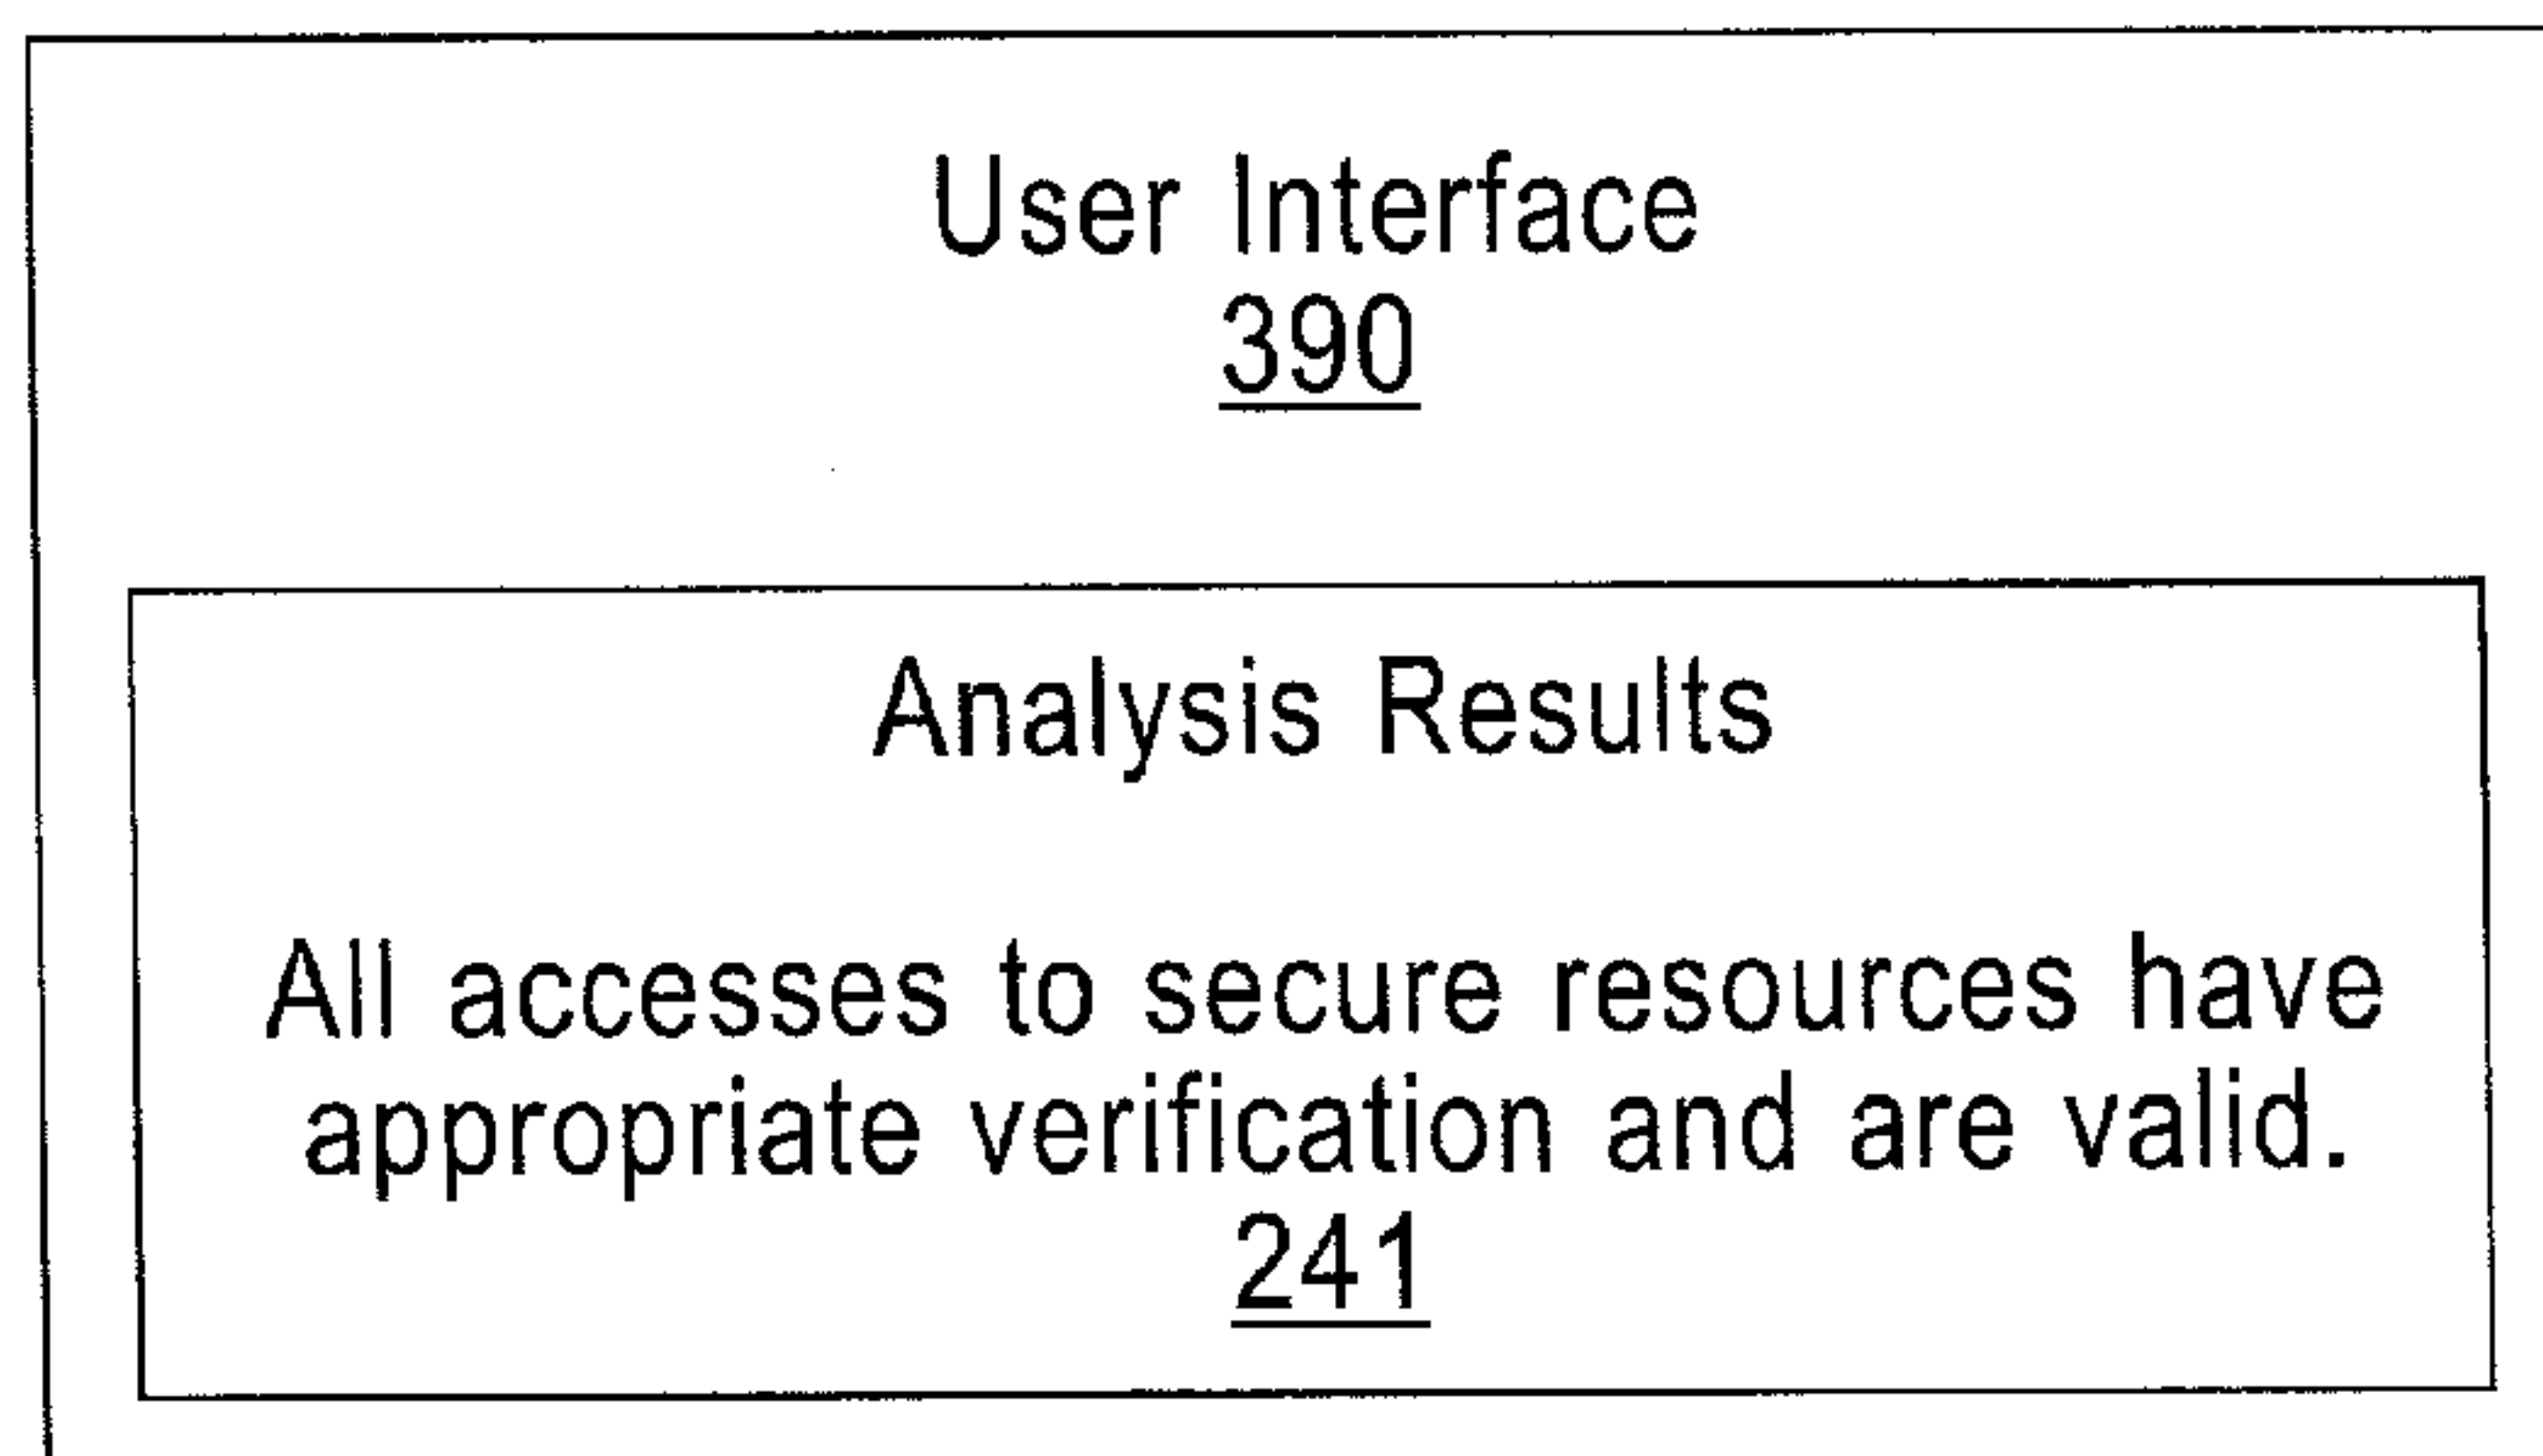 User Interface
390
Analysis Results
All accesses to secure resources have
appropriate verification and are valid.
241